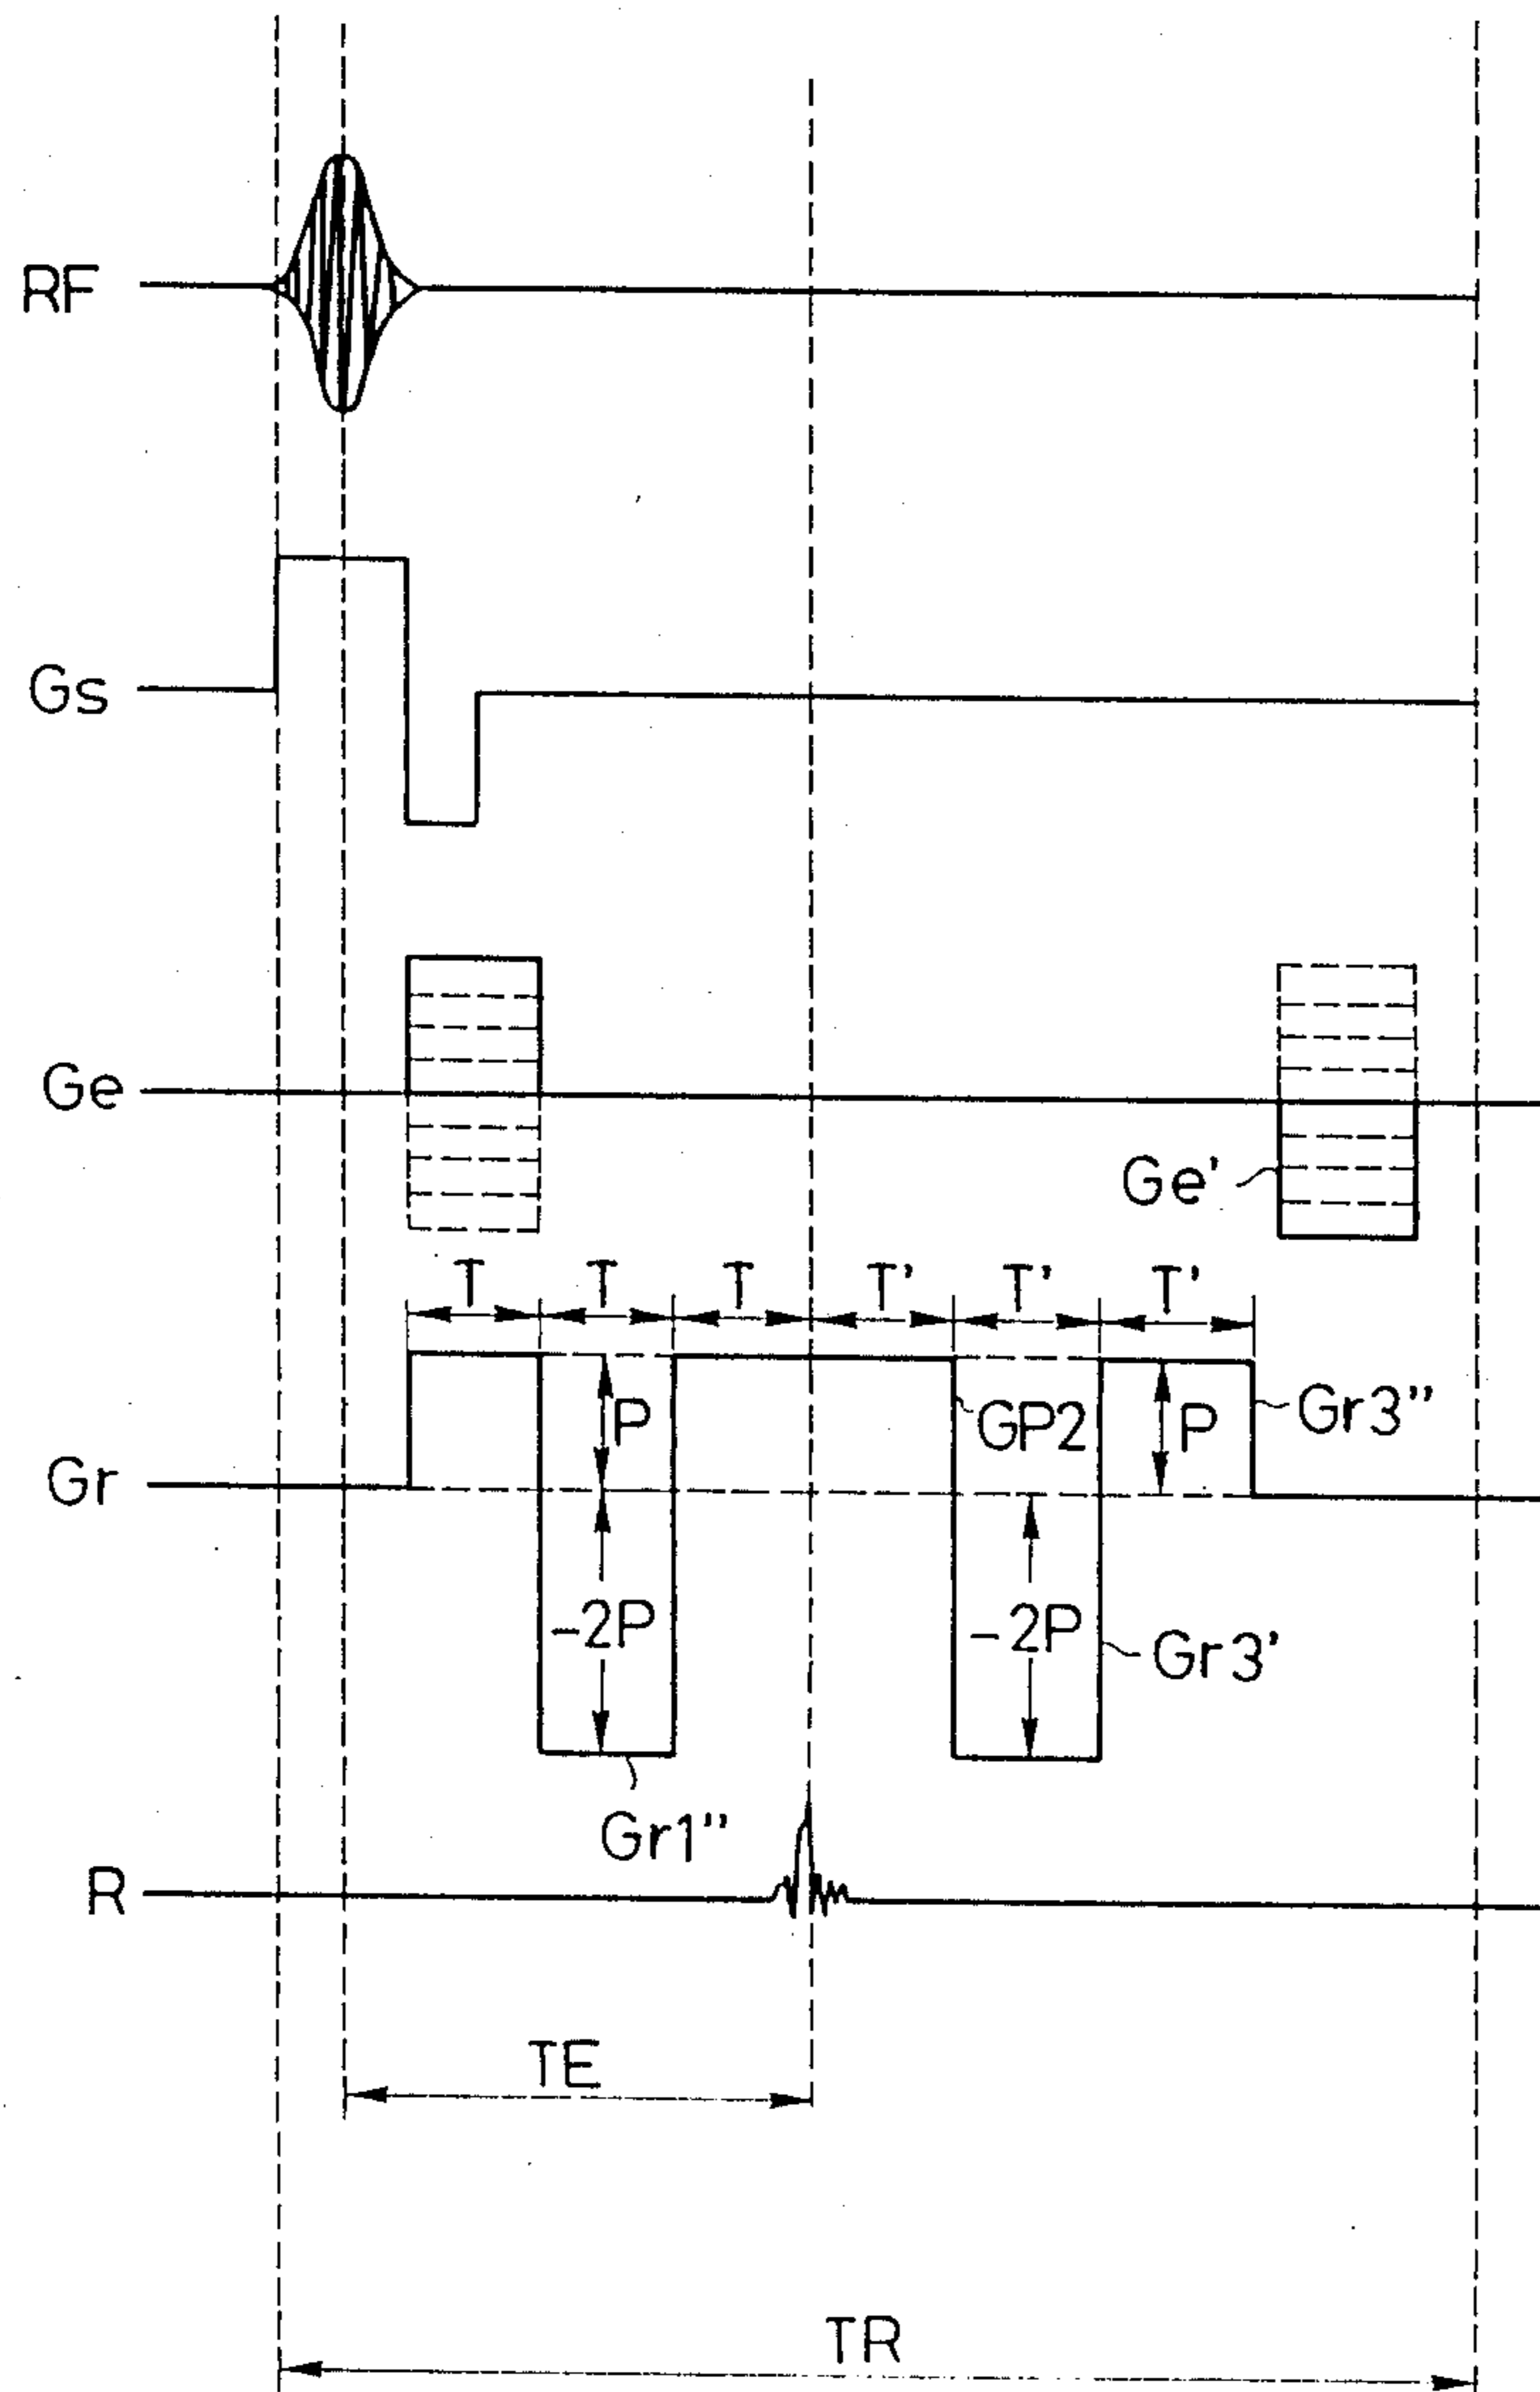 RF
Gs
Ge
Ge'
T T T T' T' T'
P GP2 P Gr3"
Gr
-2P -2P Gr3'
Gr1"
R
TE
TR